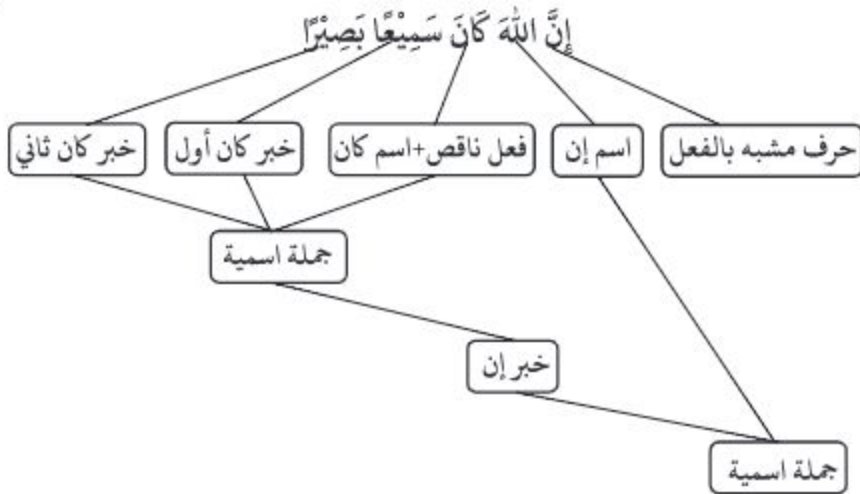 إِنَّ اللهَ كَانَ سَمِيْعًا بَصِيْرًا
حرف مشبه بالفعل
اسم إن
فعل ناقص+اسم كان
خبر كان أول
خبر كان ثاني
جملة اسمية
خبر إن
جملة اسمية